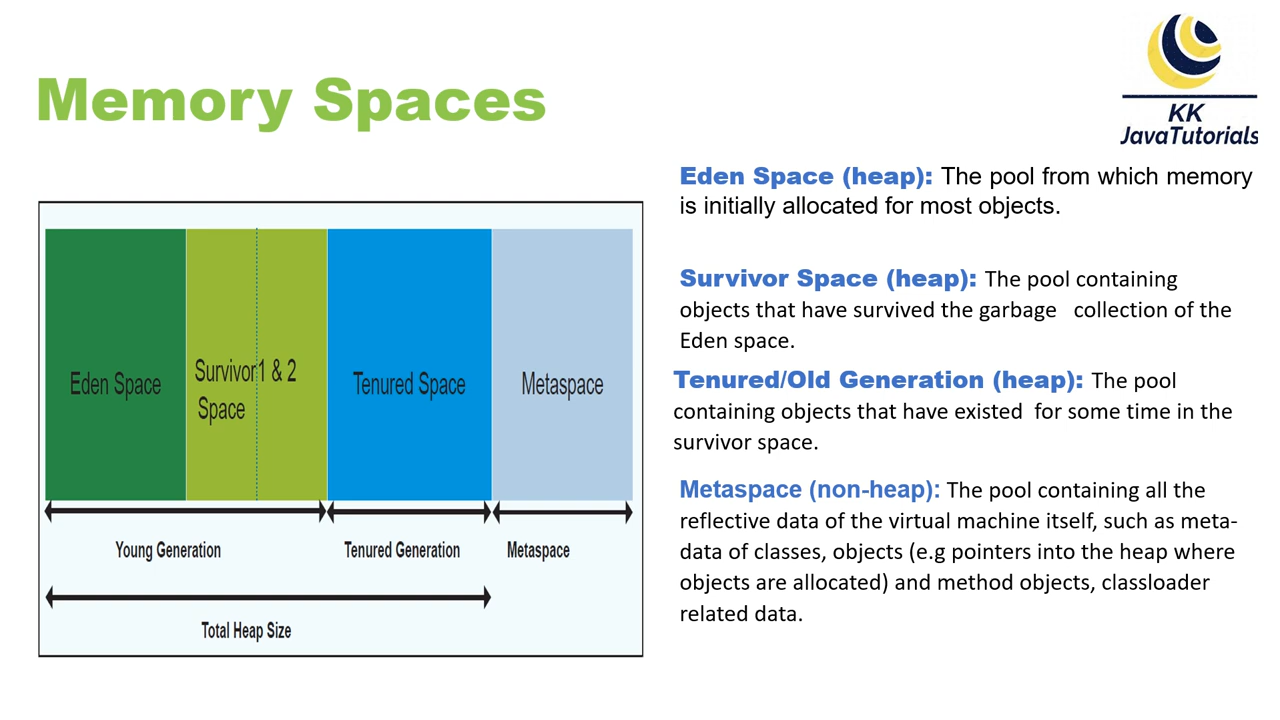 Memory Spaces
KK
JavaTutorials
Eden Space
Survivor1 & 2
Space
Tenured Space
Metaspace
Young Generation
Tenured Generation
Metaspace
Total Heap Size
Eden Space (heap): The pool from which memory
is initially allocated for most objects.
Survivor Space (heap): The pool containing
objects that have survived the garbage collection of the
Eden space.
Tenured/Old Generation (heap): The pool
containing objects that have existed for some time in the
survivor space.
Metaspace (non-heap): The pool containing all the
reflective data of the virtual machine itself, such as meta-
data of classes, objects (e.g pointers into the heap where
objects are allocated) and method objects, classloader
related data.